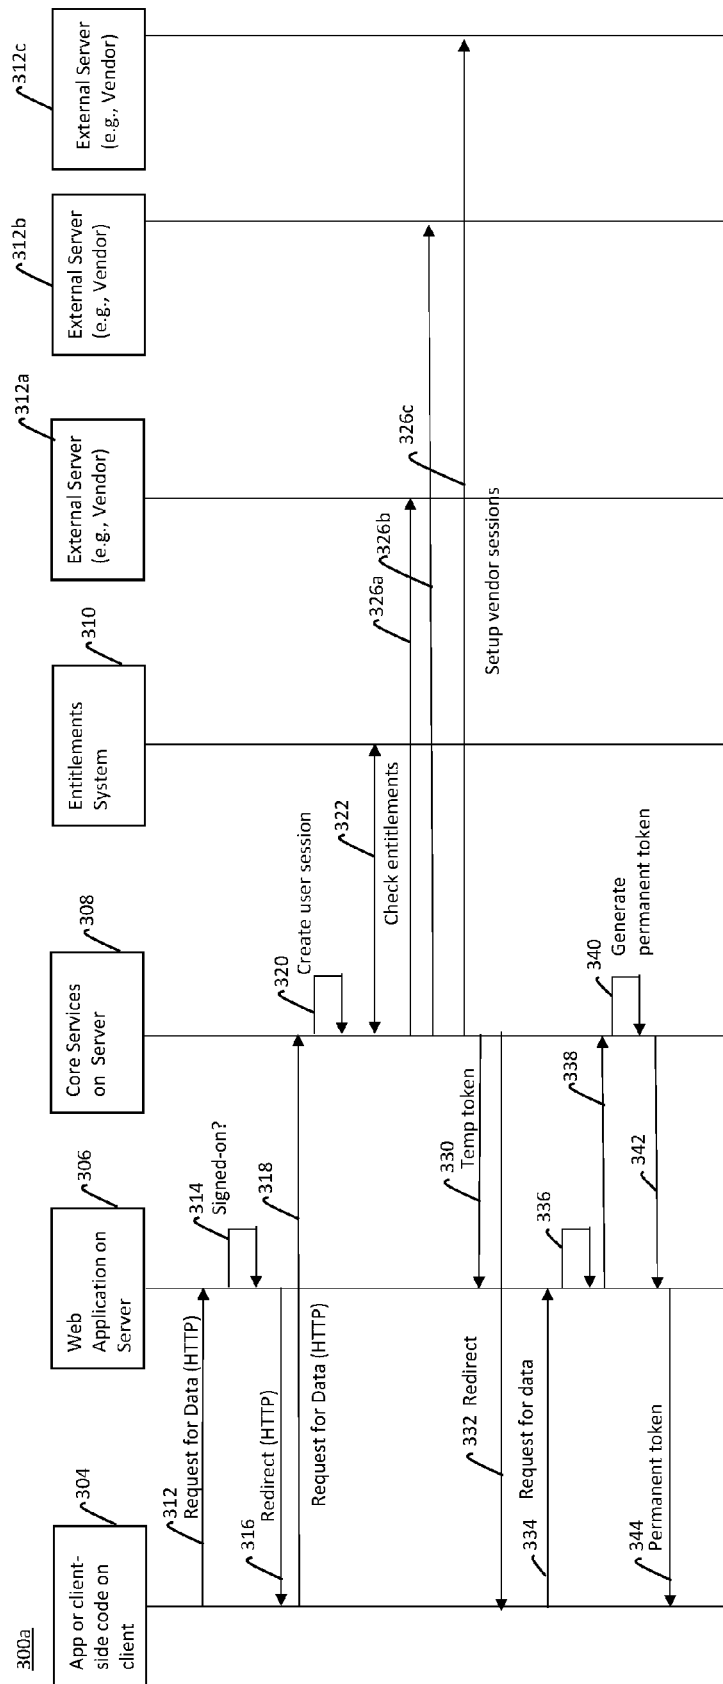 300a
304
App or client-
side code on
client
306
Web
Application on
Server
308
Core Services
on Server
310
Entitlements
System
312a
External Server
(e.g., Vendor)
312b
External Server
(e.g., Vendor)
312c
External Server
(e.g., Vendor)
312
Request for Data (HTTP)
314
Signed-on?
316
Redirect (HTTP)
318
Request for Data (HTTP)
320
Create user session
322
Check entitlements
326a
326b
326c
Setup vendor sessions
330
Temp token
332 Redirect
334
Request for data
336
338
340
Generate
permanent token
342
344
Permanent token